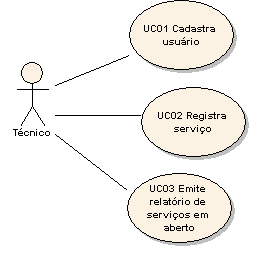 UC01 Cadastra
usuário
UC02 Registra
serviço
Técnico
UC03 Emite
relatório de
serviços em
aberto